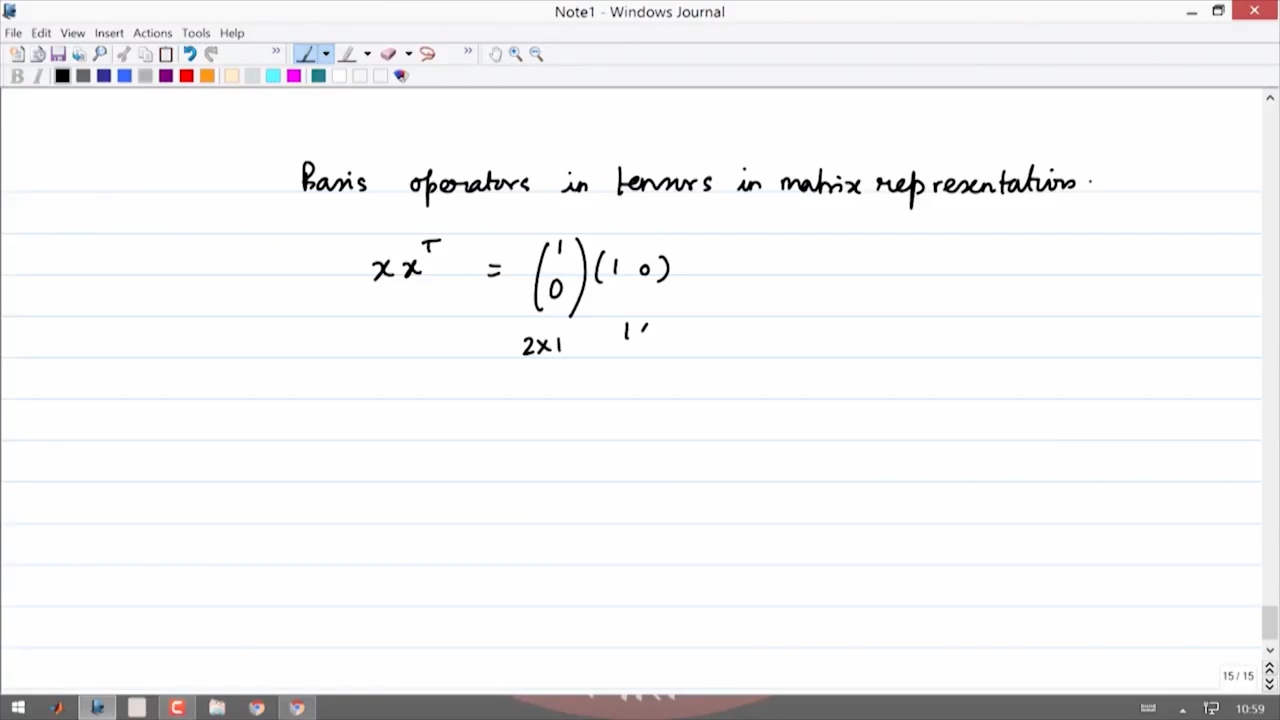 Note1 - Windows Journal
File Edit View Insert Actions Tools Help
B I
Basis operators in tensors in matrix representation.
x x^T = (1 0) (1 0)
2x1 1
15 / 15
10:59